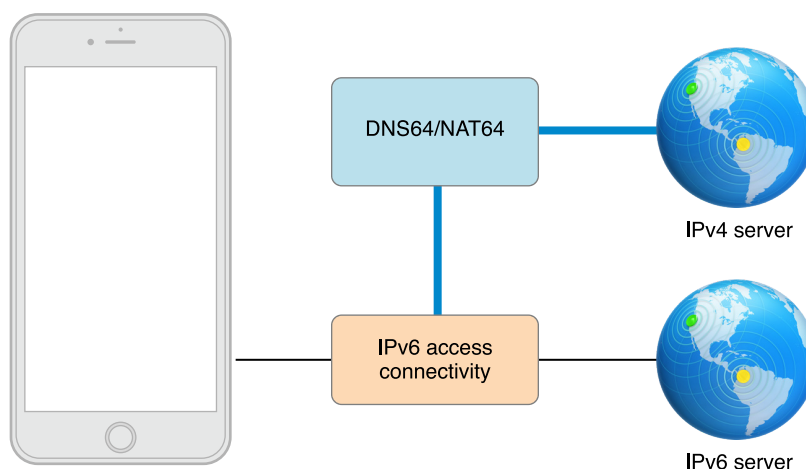 DNS64/NAT64
IPv4 server
IPv6 access
connectivity
IPv6 server